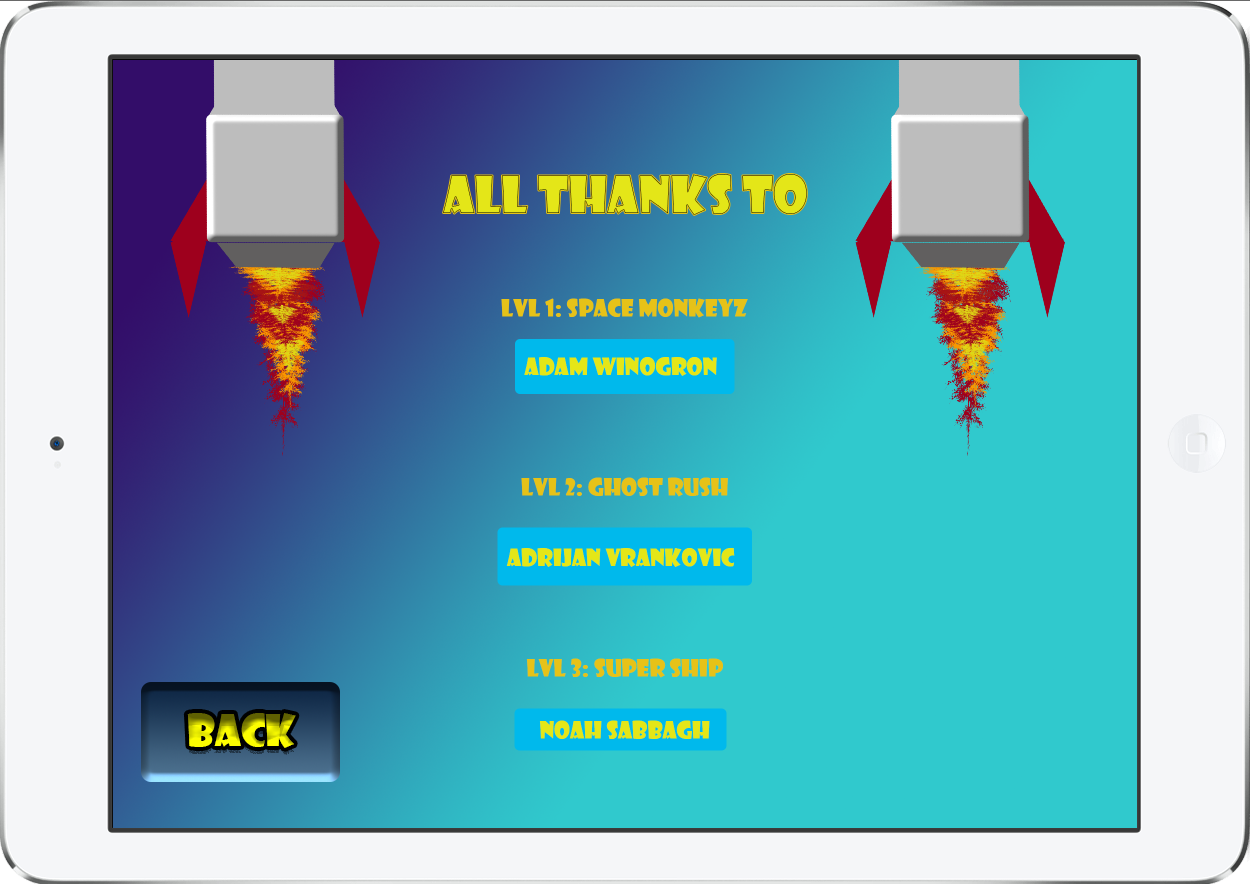 ALL THANKS TO
LVL 1: SPACE MONKEYZ
ADAM WINOGRON
LVL 2: GHOST RUSH
ADRIJAN VRANKOVIC
LVL 3: SUPER SHIP
NOAH SABBAGH
BACK